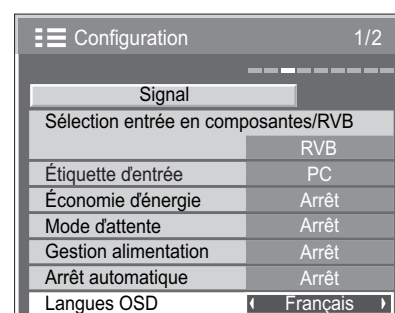 Configuration 1/2
Signal
Sélection entrée en composantes/RVB
RVB
Étiquette d'entrée PC
Économie d'énergie Arrêt
Mode d'attente Arrêt
Gestion alimentation Arrêt
Arrêt automatique Arrêt
Langues OSD Français